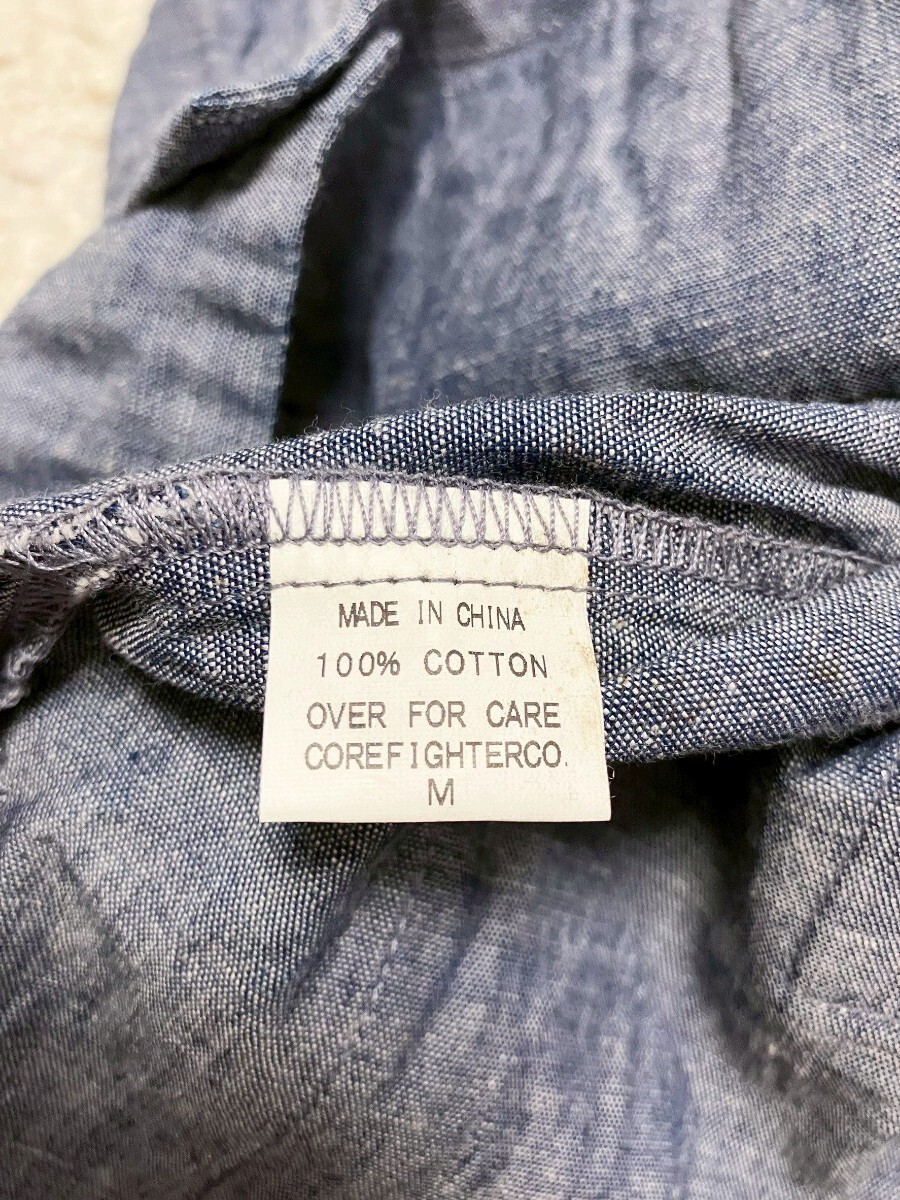 MADE IN CHINA
100% COTTON
OVER FOR CARE
COREFIGHTERCO.
M